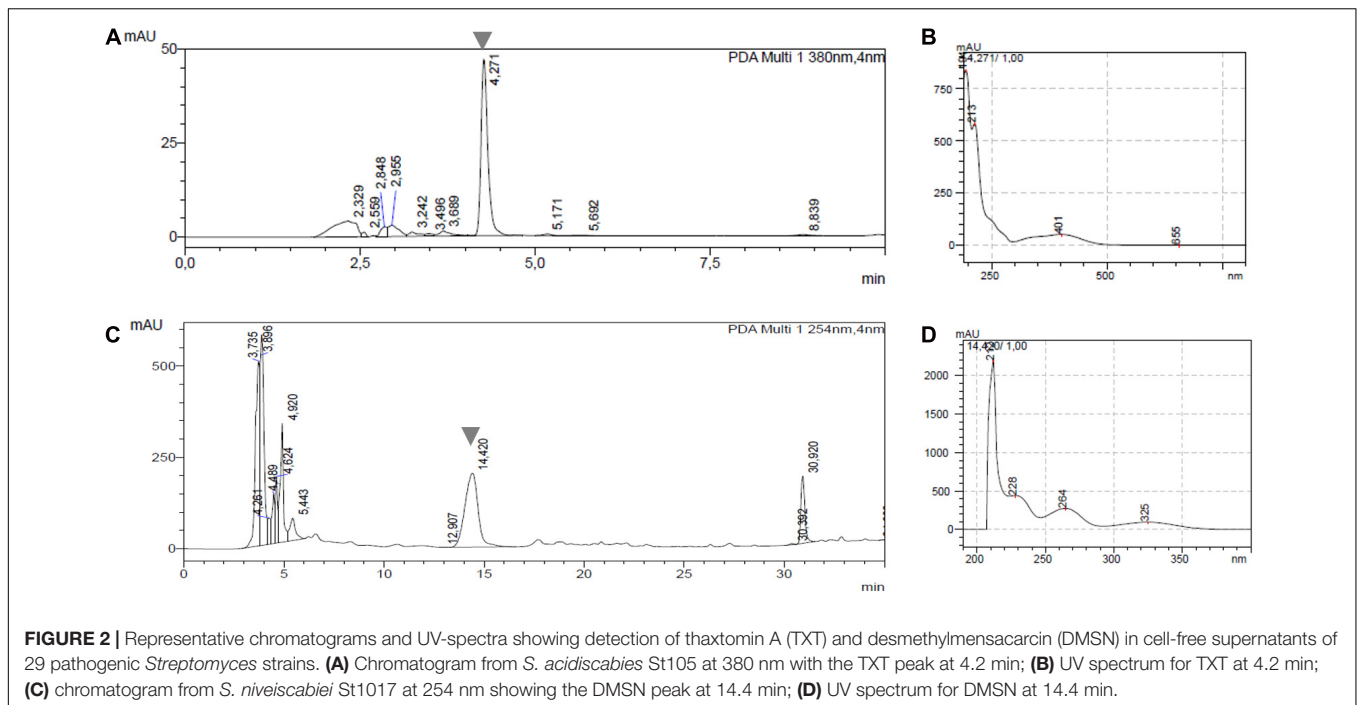 A mAU
PDA Multi 1 380nm,4nm
50
25
0
2,329
2,559
2,848
2,955
3,242
3,496
3,689
4,271
5,171
5,692
8,839
0,0 2,5 5,0 7,5
min
B
mAU
4,271/ 1,00
750
500
250
0
213
401
655
250 500 nm
C mAU
PDA Multi 1 254nm,4nm
500
250
0
3,735
3,896
4,261
4,489
4,624
4,920
5,443
12,907
14,420
30,392
30,920
0 5 10 15 20 25 30
min
D
mAU
14,420/ 1,00
2000
1500
1000
500
0
228
264
325
200 250 300 350 nm
FIGURE 2 | Representative chromatograms and UV-spectra showing detection of thaxtomin A (TXT) and desmethylmensacarcin (DMSN) in cell-free supernatants of
29 pathogenic Streptomyces strains. (A) Chromatogram from S. acidiscabies St105 at 380 nm with the TXT peak at 4.2 min; (B) UV spectrum for TXT at 4.2 min;
(C) chromatogram from S. niveiscabiei St1017 at 254 nm showing the DMSN peak at 14.4 min; (D) UV spectrum for DMSN at 14.4 min.